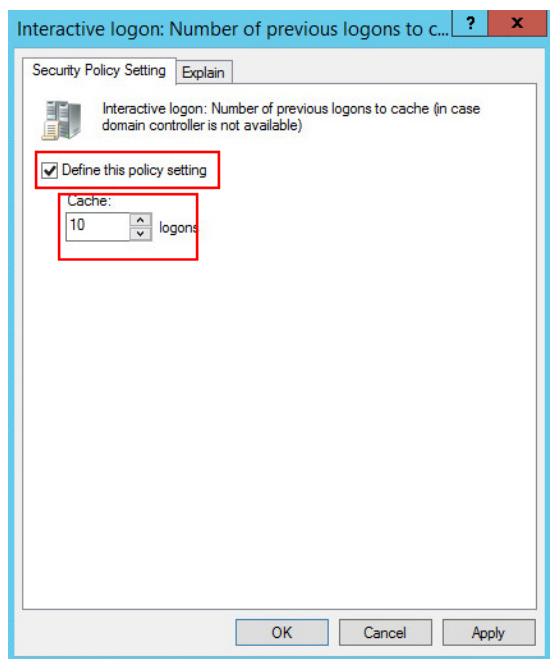 Interactive logon: Number of previous logons to c...
?
x
Security Policy Setting
Explain
Interactive logon: Number of previous logons to cache (in case
domain controller is not available)
Define this policy setting
Cache:
10
logons
OK
Cancel
Apply